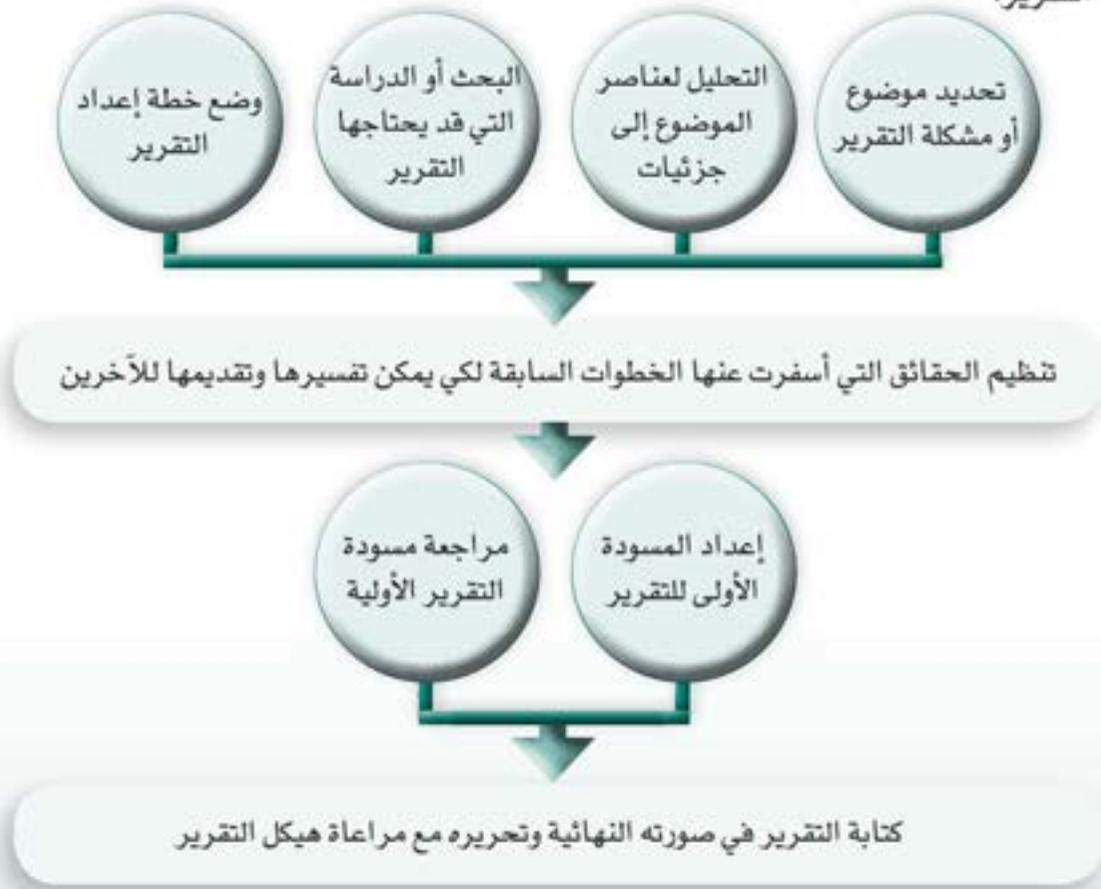 تحديد موضوع
أو مشكلة التقرير
التحليل لعناصر
الموضوع إلى
جزئيات
البحث أو الدراسة
التي قد يحتاجها
التقرير
وضع خطة إعداد
التقرير
تنظيم الحقائق التي أسفرت عنها الخطوات السابقة لكي يمكن تفسيرها وتقديمها للآخرين
إعداد المسودة
الأولى للتقرير
مراجعة مسودة
التقرير الأولية
كتابة التقرير في صورته النهائية وتحريره مع مراعاة هيكل التقرير